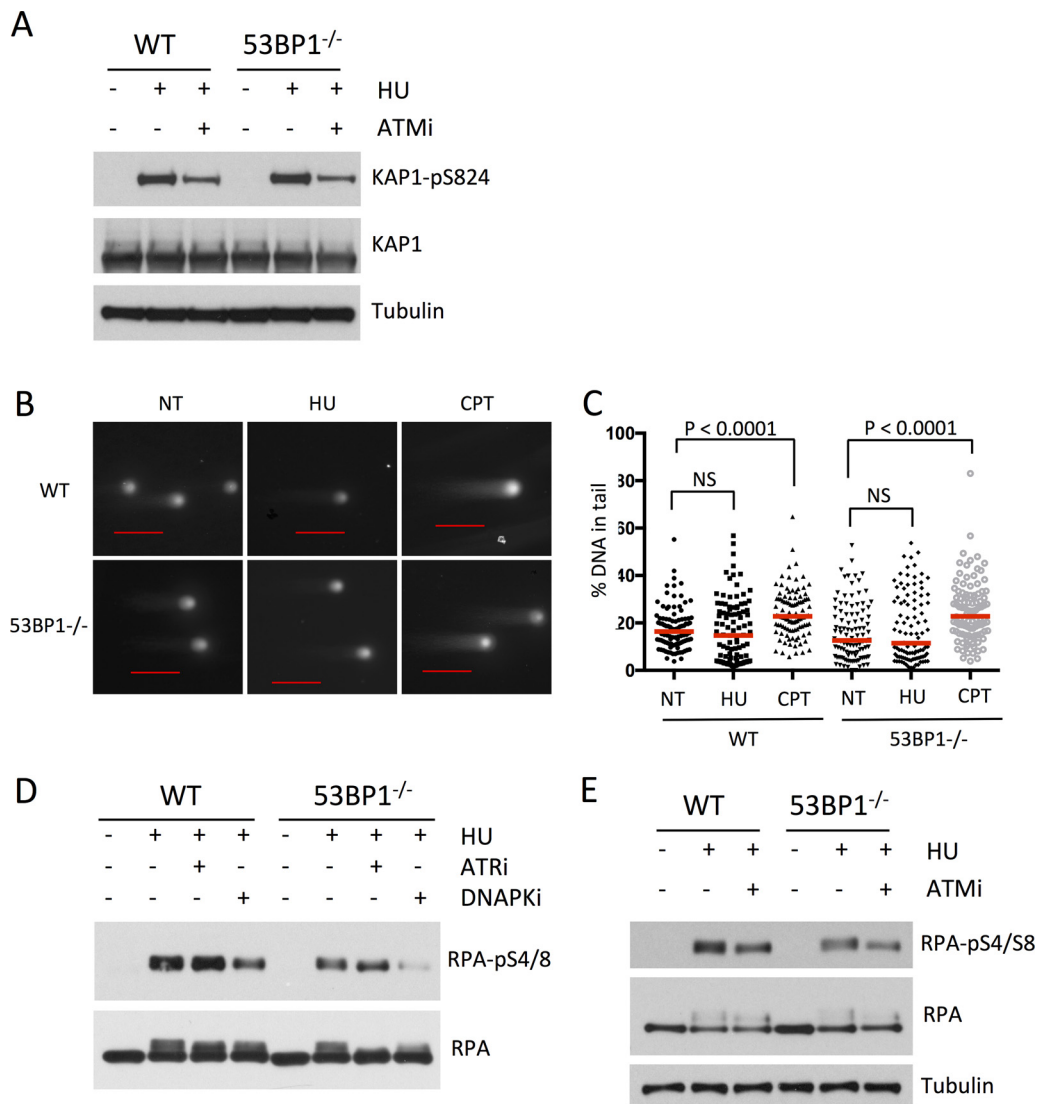 A
WT 53BP1-/-
- + + - + + HU
- - + - - + ATMi
KAP1-pS824
KAP1
Tubulin
B
NT HU CPT
WT
53BP1-/-
C
P < 0.0001 P < 0.0001
NS NS
% DNA in tail
100
80
60
40
20
0
NT HU CPT NT HU CPT
WT 53BP1-/-
D
WT 53BP1-/-
- + + + - + + + HU
- - + - - - + - ATRi
- - - + - - - + DNAPKi
RPA-pS4/8
RPA
E
WT 53BP1-/-
- + + - + + HU
- - + - - + ATMi
RPA-pS4/S8
RPA
Tubulin